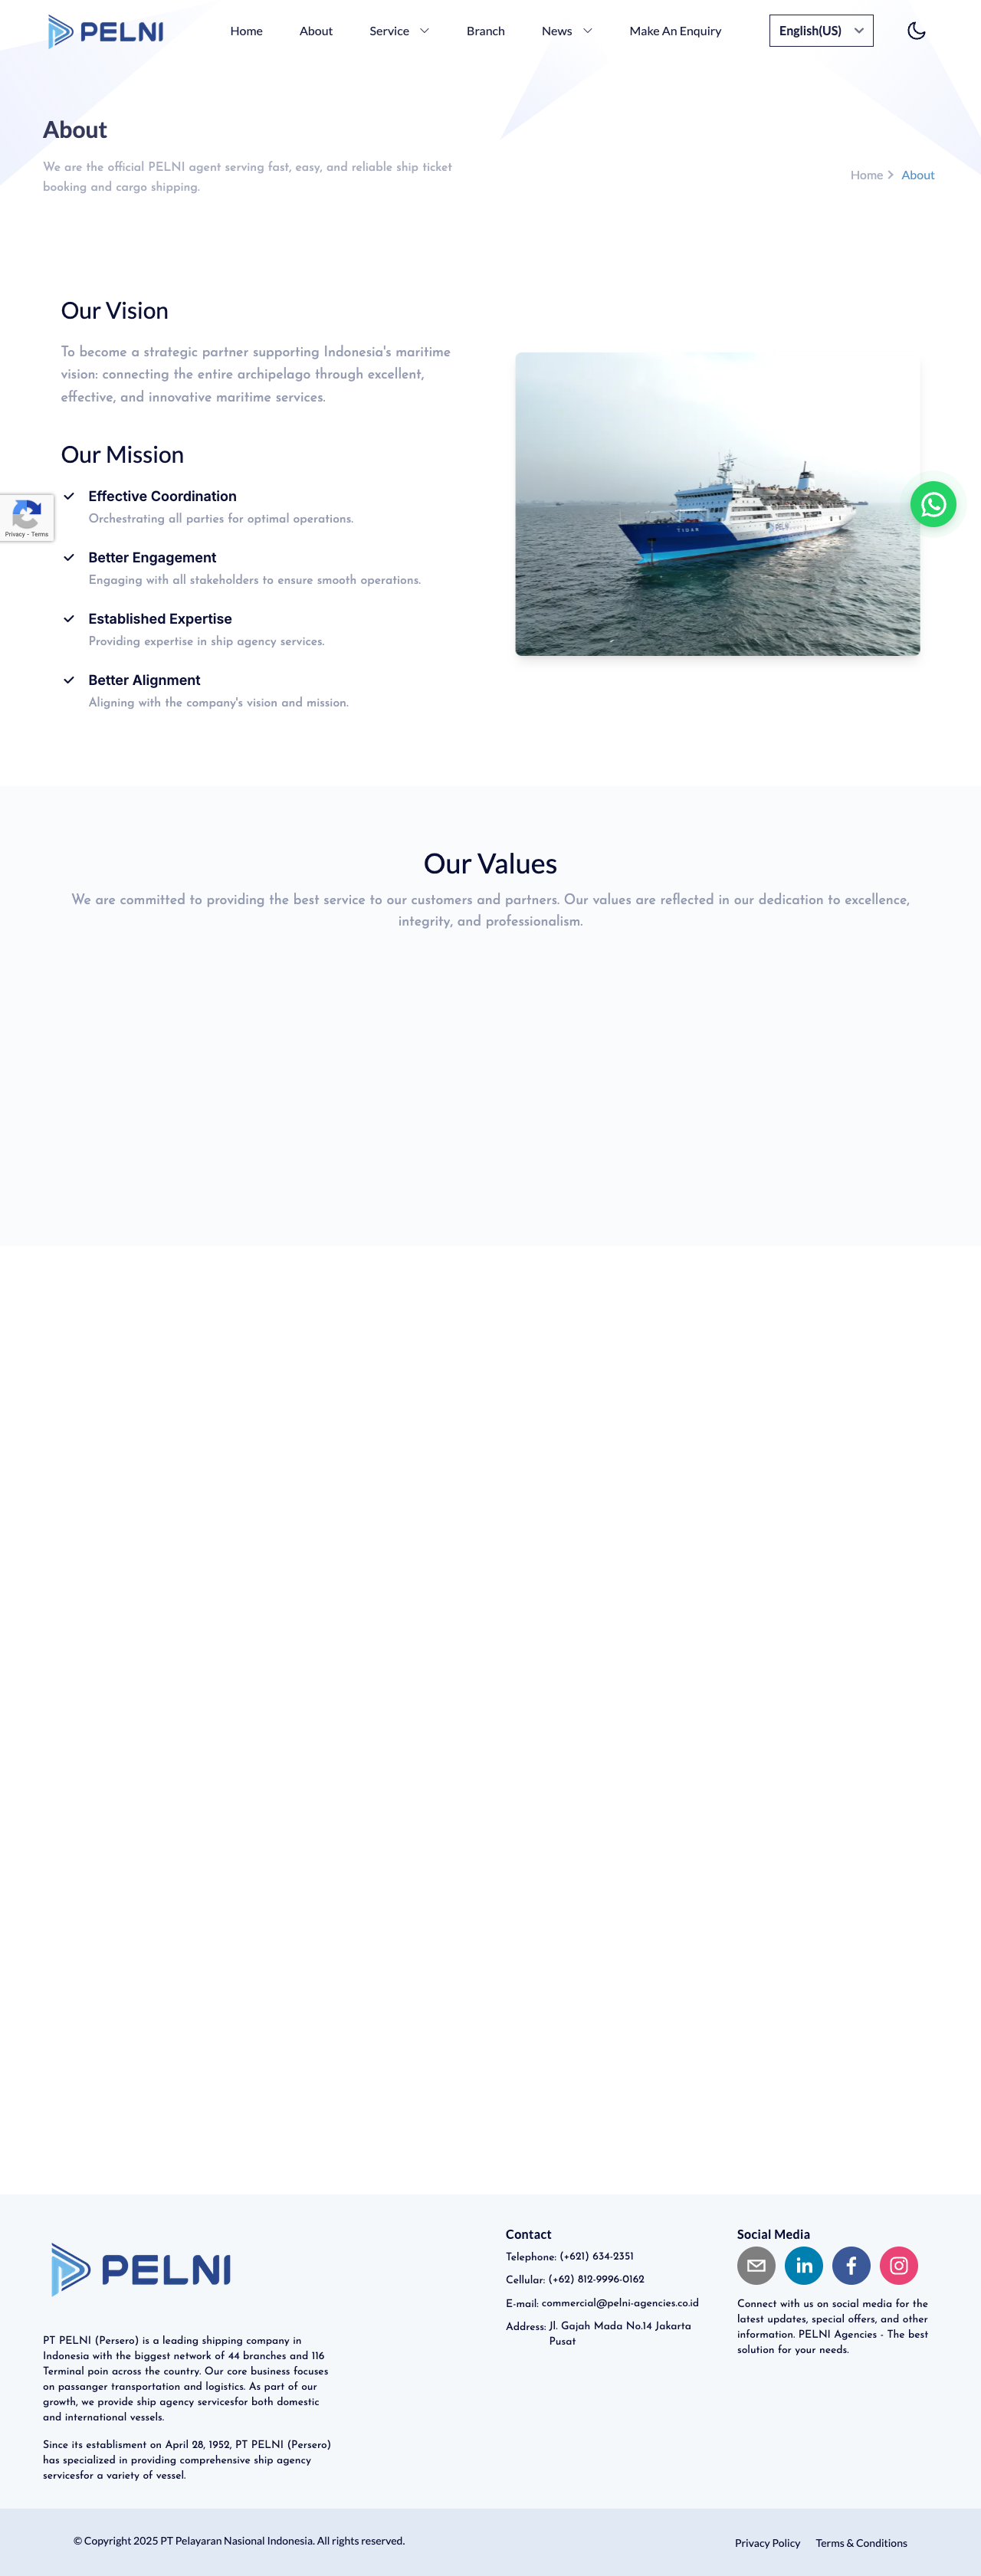 PELNI
Home
About
Service
Branch
News
Make An Enquiry
English(US)
About
We are the official PELNI agent serving fast, easy, and reliable ship ticket
booking and cargo shipping.
Home
About
Our Vision
To become a strategic partner supporting Indonesia's maritime
vision: connecting the entire archipelago through excellent,
effective, and innovative maritime services.
Our Mission
Effective Coordination
Orchestrating all parties for optimal operations.
Better Engagement
Engaging with all stakeholders to ensure smooth operations.
Established Expertise
Providing expertise in ship agency services.
Better Alignment
Aligning with the company's vision and mission.
TIDAR
PELNI
Privacy - Terms
Our Values
We are committed to providing the best service to our customers and partners. Our values are reflected in our dedication to excellence,
integrity, and professionalism.
PELNI
PT PELNI (Persero) is a leading shipping company in
Indonesia with the biggest network of 44 branches and 116
Terminal poin across the country. Our core business focuses
on passanger transportation and logistics. As part of our
growth, we provide ship agency servicesfor both domestic
and international vessels.
Since its establisment on April 28, 1952, PT PELNI (Persero)
has specialized in providing comprehensive ship agency
servicesfor a variety of vessel.
Contact
Telephone: (+621) 634-2351
Cellular: (+62) 812-9996-0162
E-mail: commercial@pelni-agencies.co.id
Address: Jl. Gajah Mada No.14 Jakarta
Pusat
Social Media
Connect with us on social media for the
latest updates, special offers, and other
information. PELNI Agencies - The best
solution for your needs.
© Copyright 2025 PT Pelayaran Nasional Indonesia. All rights reserved.
Privacy Policy
Terms & Conditions